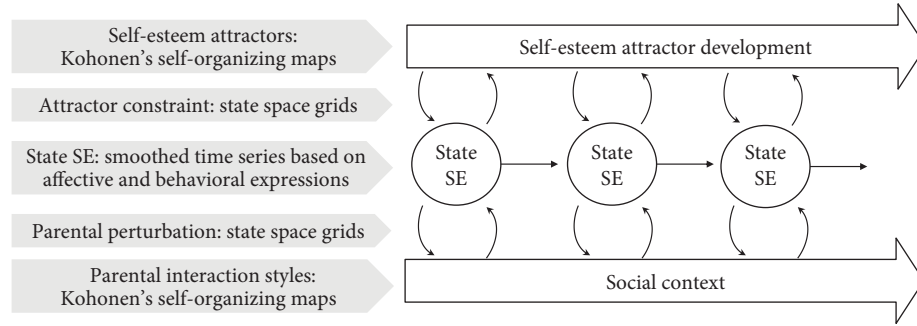 Self-esteem attractors:
Kohonen's self-organizing maps
Self-esteem attractor development
Attractor constraint: state space grids
State SE: smoothed time series based on
affective and behavioral expressions
State
SE
State
SE
State
SE
Parental perturbation: state space grids
Parental interaction styles:
Kohonen's self-organizing maps
Social context